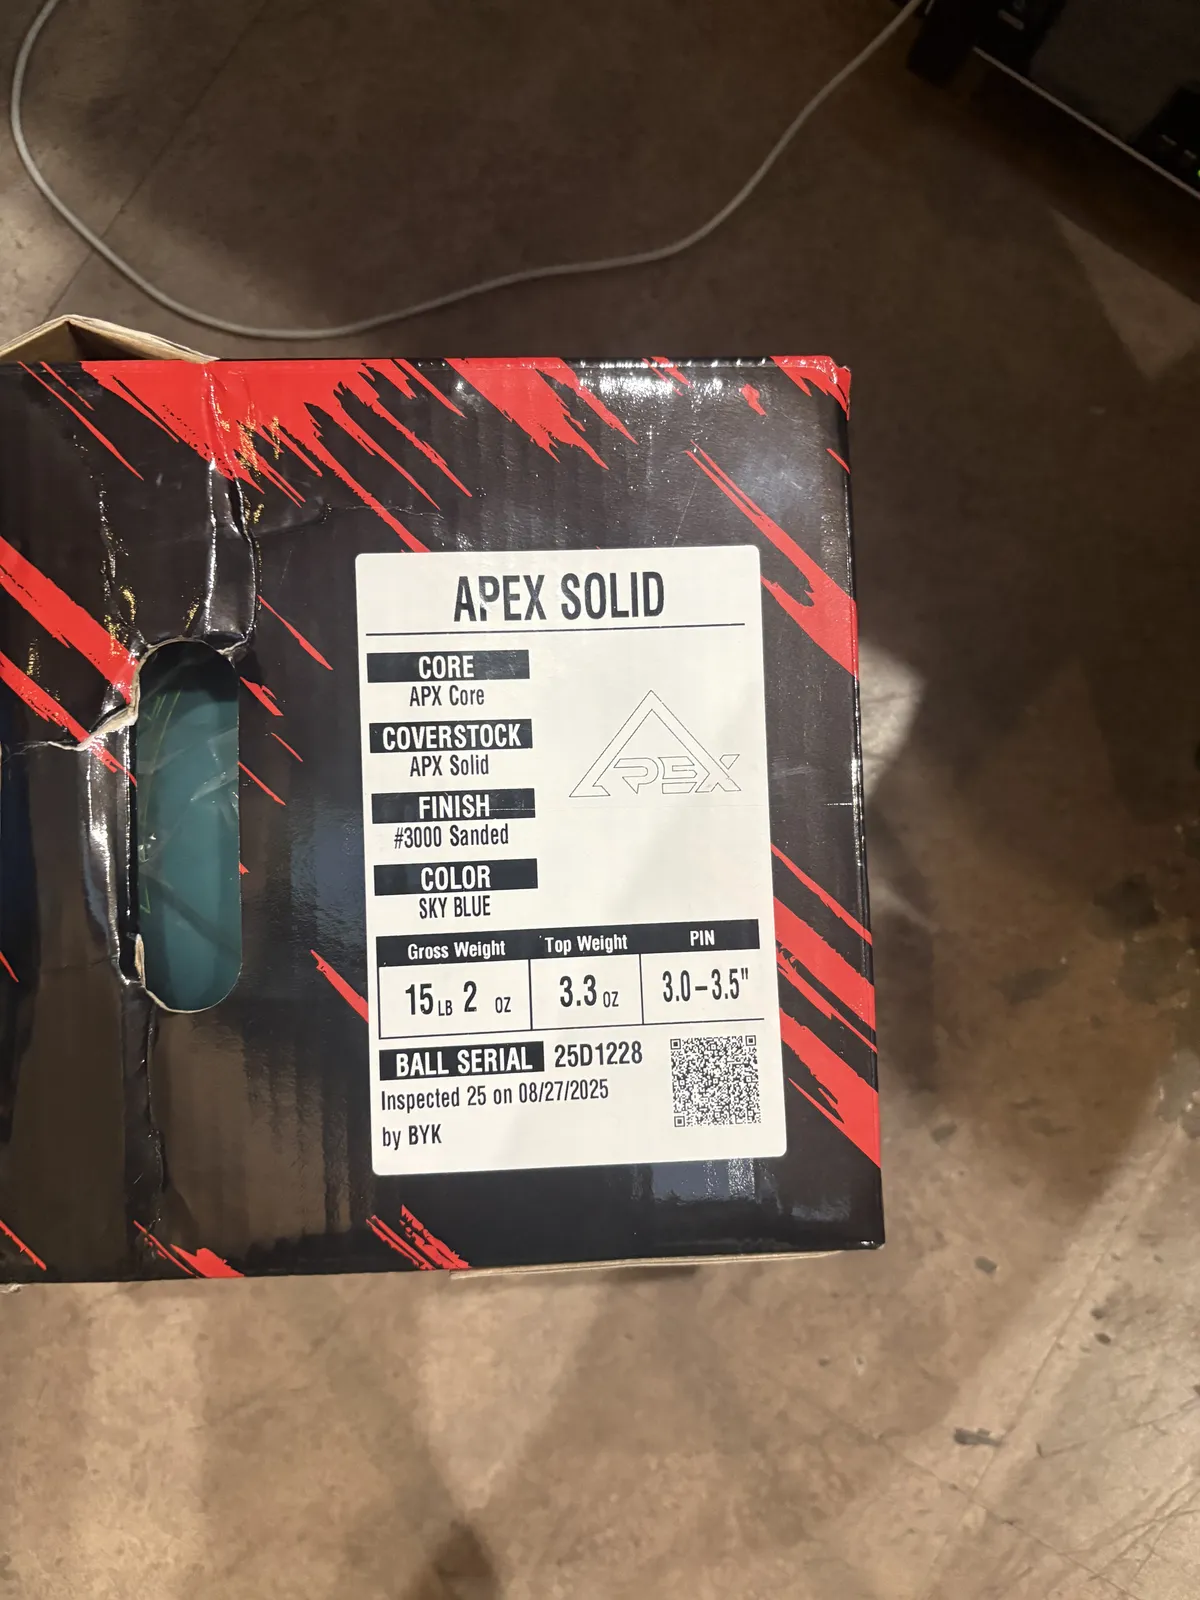 APEX SOLID
CORE
APX Core
COVERSTOCK
APX Solid
FINISH
#3000 Sanded
COLOR
SKY BLUE
APEX
Gross Weight Top Weight PIN
15 LB 2 OZ 3.3 OZ 3.0-3.5"
BALL SERIAL 25D1228
Inspected 25 on 08/27/2025
by BYK